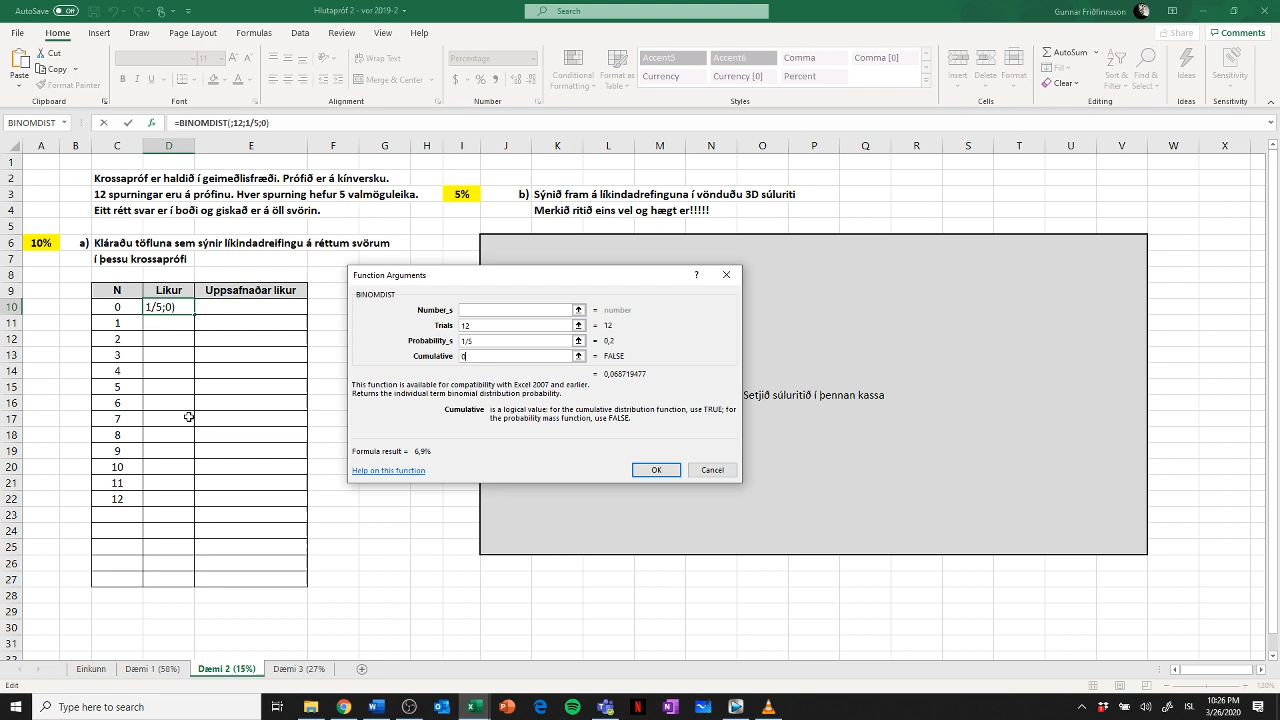 AutoSave Off
Hlutapróf 2 - vor 2019-2
Search
Gunnar Friðfinnsson
File Home Insert Draw Page Layout Formulas Data Review View Help
Share Comments
Paste
Cut
Copy
Format Painter
Clipboard
11
B I U
Font
Merge & Center
Alignment
Percentage
Number
Conditional Formatting
Format as Table
Accent5 Accent6 Comma Comma [0]
Currency Currency [0] Percent
Styles
Insert Delete Format
Cells
AutoSum
Fill
Clear
Sort & Filter
Find & Select
Editing
Ideas
Ideas
Sensitivity
Sensitivity
BINOMDIST
=BINOMDIST(;12;1/5;0)
A B C D E F G H I J K L M N O P Q R S T U V W X
1
2 Krossapróf er haldið í geimeðlisfræði. Prófið er á kínversku.
3 12 spurningar eru á prófinu. Hver spurning hefur 5 valmöguleika. 5% b) Sýnið fram á líkindadrefinguna í vönduðu 3D súluriti
4 Eitt rétt svar er í boði og giskað er á öll svörin. Merkið ritið eins vel og hægt er!!!!!
5
6 10% a) Kláraðu töfluna sem sýnir líkindadreifingu á réttum svörum
7 í þessu krossaprófi
8
9 N Líkur Uppsafnaðar líkur
10 0 1/5;0)
11 1
12 2
13 3
14 4
15 5
16 6
17 7
18 8
19 9
20 10
21 11
22 12
23
24
25
26
27
28
29
30
31
32
Setjið súluritið í þennan kassa
Function Arguments ?
BINOMDIST
Number_s = number
Trials 12 = 12
Probability_s 1/5 = 0,2
Cumulative 0 = FALSE
= 0,068719477
This function is available for compatibility with Excel 2007 and earlier.
Returns the individual term binomial distribution probability.
Cumulative is a logical value: for the cumulative distribution function, use TRUE; for
the probability mass function, use FALSE.
Formula result = 6,9%
Help on this function
OK Cancel
Einkunn Dæmi 1 (58%) Dæmi 2 (15%) Dæmi 3 (27%
Edit
120%
Type here to search
ÍSL
10:26 PM
3/26/2020